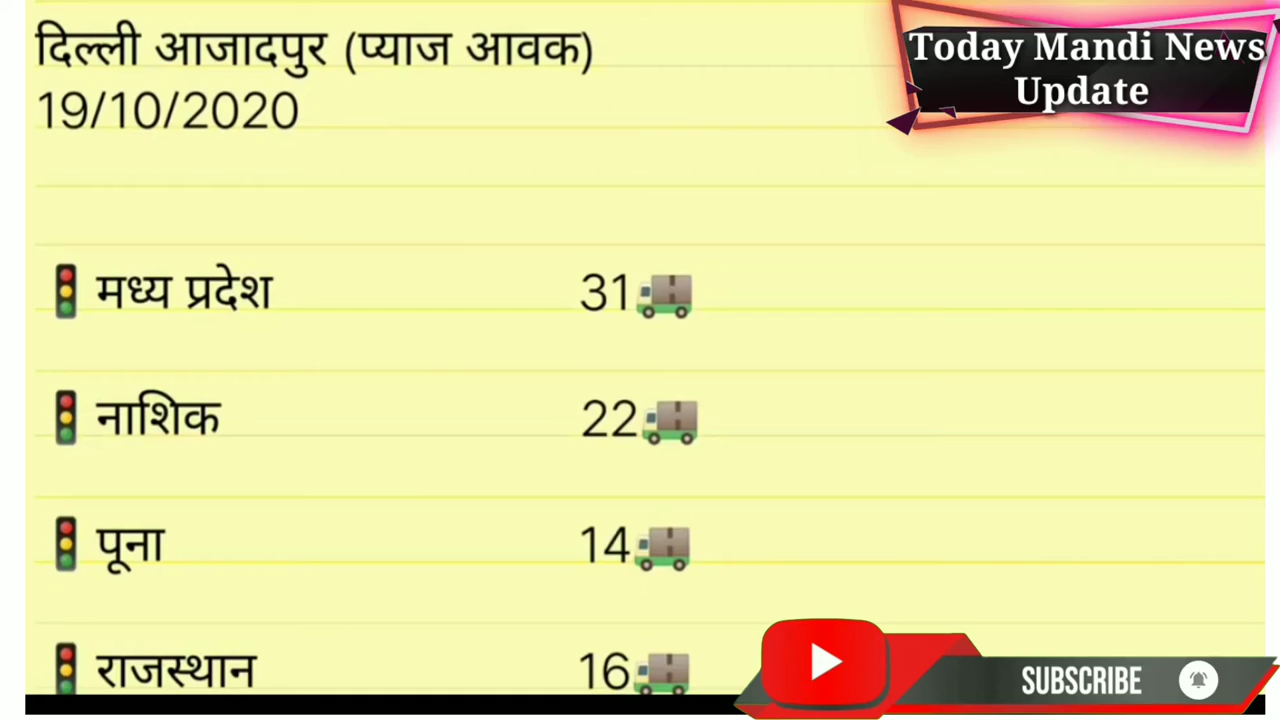 दिल्ली आजादपुर (प्याज आवक)
19/10/2020
Today Mandi News
Update
मध्य प्रदेश 31
नाशिक 22
पूना 14
राजस्थान 16
SUBSCRIBE